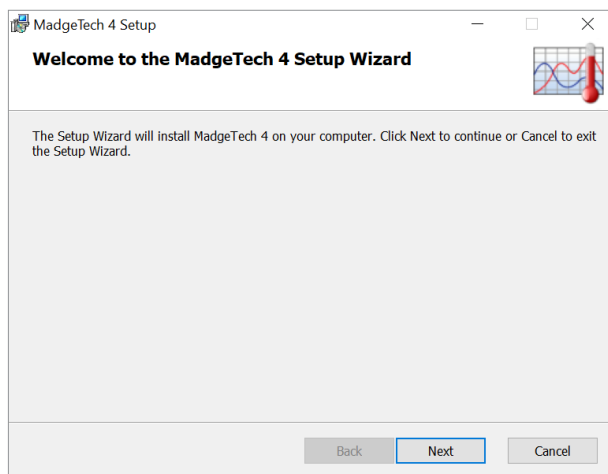 MadgeTech 4 Setup
Welcome to the MadgeTech 4 Setup Wizard
The Setup Wizard will install MadgeTech 4 on your computer. Click Next to continue or Cancel to exit
the Setup Wizard.
Back Next Cancel